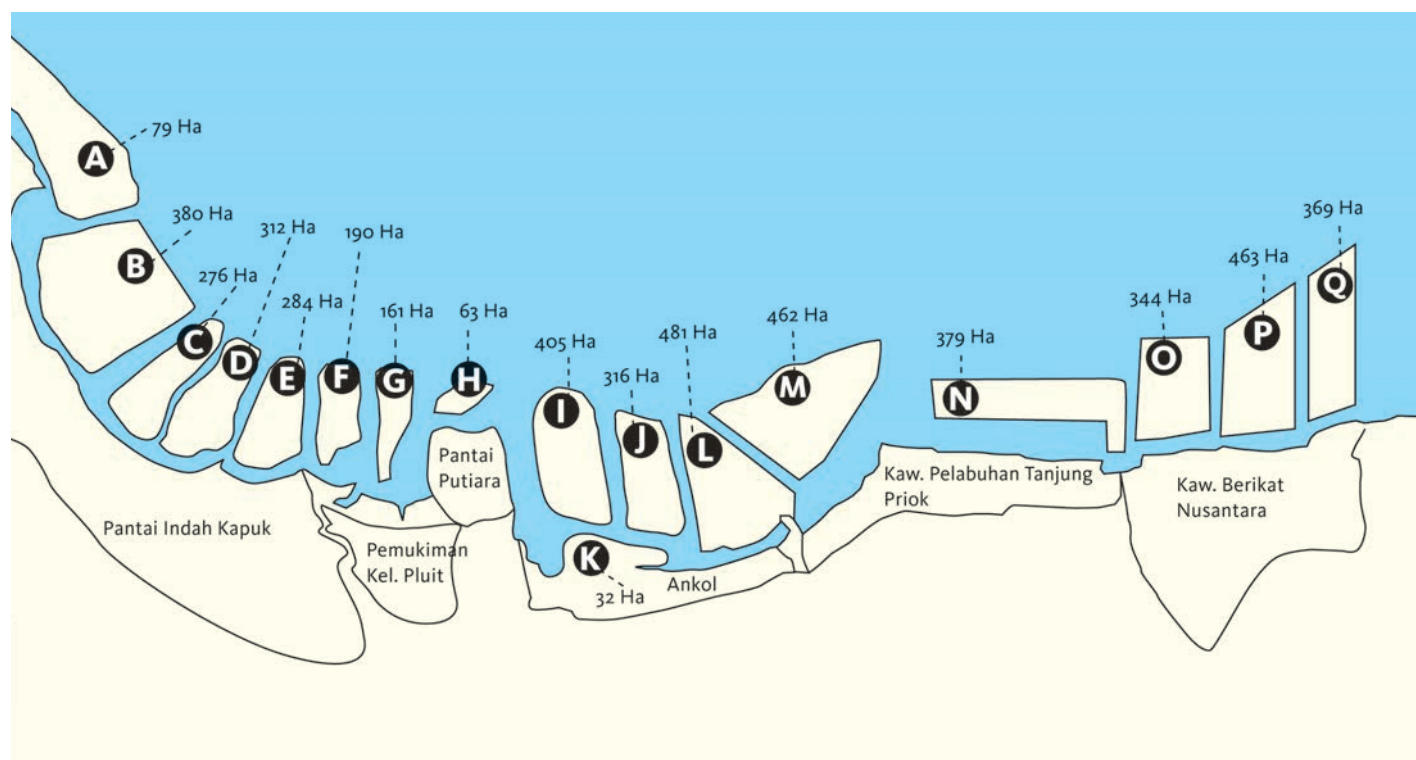 79 Ha
A
380 Ha
B
276 Ha
C
312 Ha
D
284 Ha
E
190 Ha
F
161 Ha
G
63 Ha
H
405 Ha
I
316 Ha
J
481 Ha
L
462 Ha
M
379 Ha
N
344 Ha
O
463 Ha
P
369 Ha
Q
K
32 Ha
Pantai Indah Kapuk
Pemukiman
Kel. Pluit
Pantai
Putiara
Ankol
Kaw. Pelabuhan Tanjung
Priok
Kaw. Berikat
Nusantara